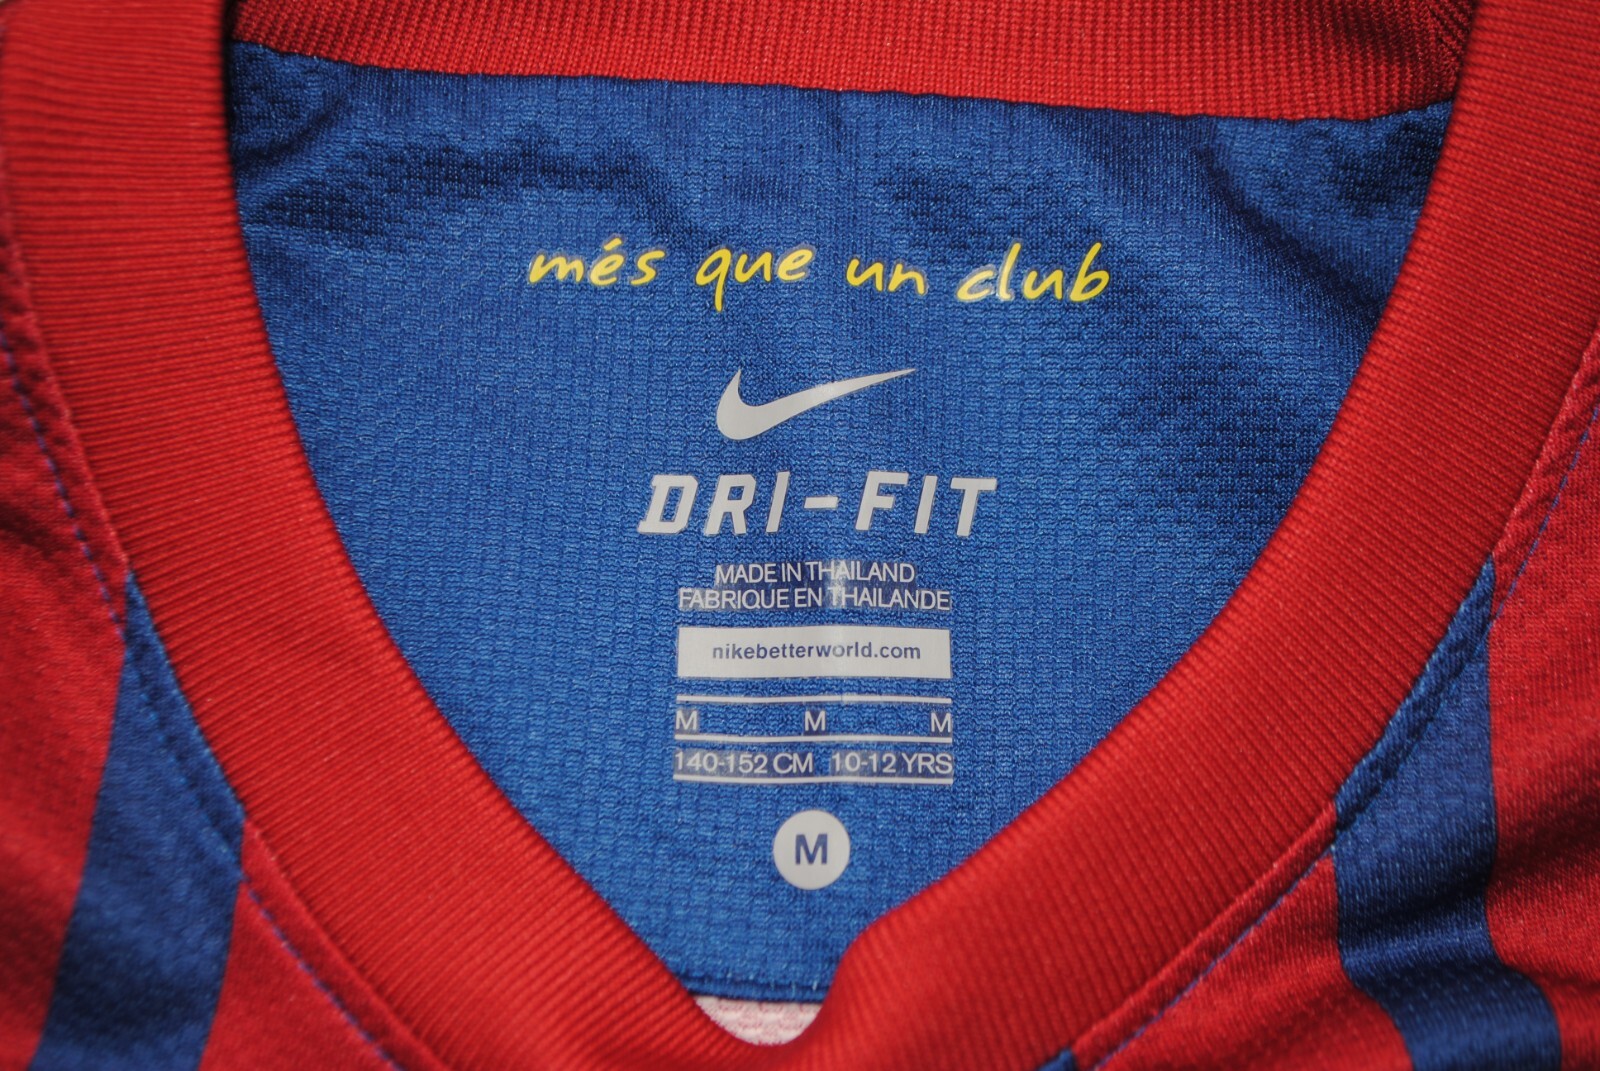 més que un club
DRI-FIT
MADE IN THAILAND
FABRIQUE EN THAILANDE
nikebetterworld.com
M M M
140-152 CM 10-12 YRS
M